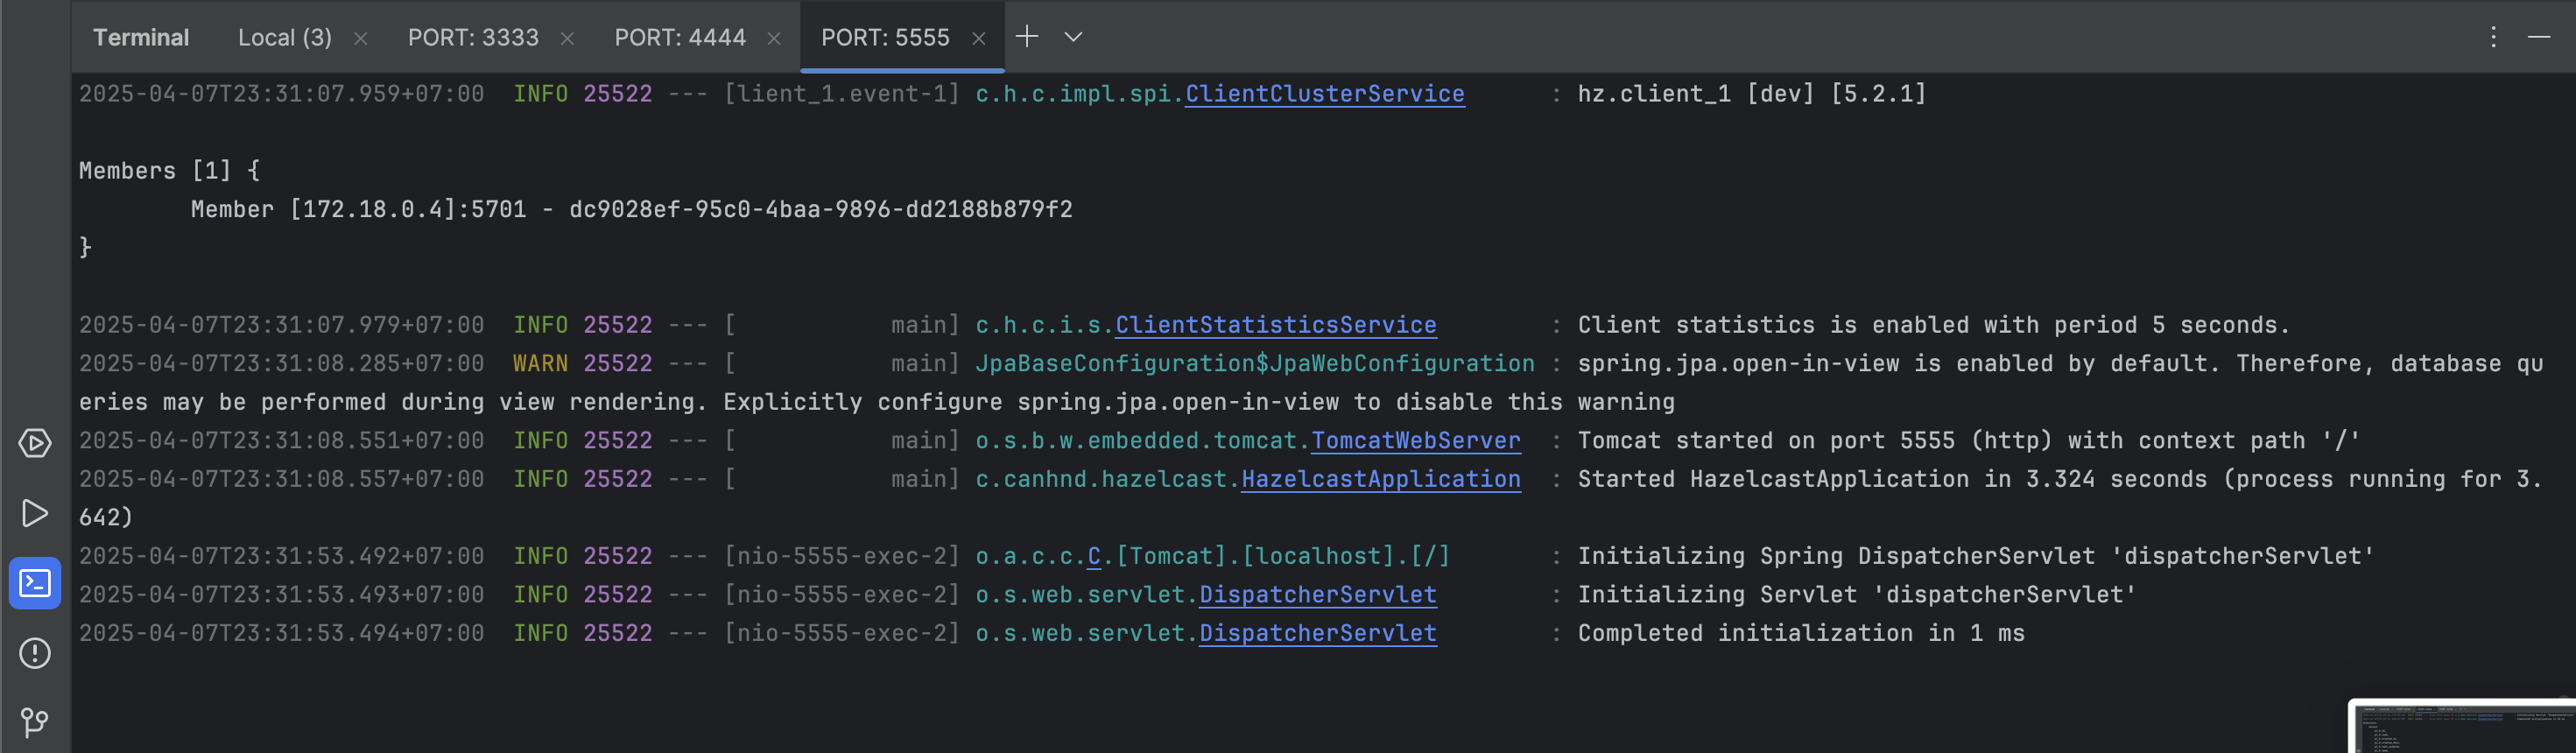 Terminal Local (3) PORT: 3333 PORT: 4444 PORT: 5555
2025-04-07T23:31:07.959+07:00  INFO 25522 --- [lient_1.event-1] c.h.c.impl.spi.ClientClusterService      : hz.client_1 [dev] [5.2.1]
Members [1] {
        Member [172.18.0.4]:5701 - dc9028ef-95c0-4baa-9896-dd2188b879f2
}
2025-04-07T23:31:07.979+07:00  INFO 25522 --- [           main] c.h.c.i.s.ClientStatisticsService        : Client statistics is enabled with period 5 seconds.
2025-04-07T23:31:08.285+07:00  WARN 25522 --- [           main] JpaBaseConfiguration$JpaWebConfiguration : spring.jpa.open-in-view is enabled by default. Therefore, database qu
eries may be performed during view rendering. Explicitly configure spring.jpa.open-in-view to disable this warning
2025-04-07T23:31:08.551+07:00  INFO 25522 --- [           main] o.s.b.w.embedded.tomcat.TomcatWebServer  : Tomcat started on port 5555 (http) with context path '/'
2025-04-07T23:31:08.557+07:00  INFO 25522 --- [           main] c.canhnd.hazelcast.HazelcastApplication  : Started HazelcastApplication in 3.324 seconds (process running for 3.
642)
2025-04-07T23:31:53.492+07:00  INFO 25522 --- [nio-5555-exec-2] o.a.c.c.C.[Tomcat].[localhost].[/]       : Initializing Spring DispatcherServlet 'dispatcherServlet'
2025-04-07T23:31:53.493+07:00  INFO 25522 --- [nio-5555-exec-2] o.s.web.servlet.DispatcherServlet        : Initializing Servlet 'dispatcherServlet'
2025-04-07T23:31:53.494+07:00  INFO 25522 --- [nio-5555-exec-2] o.s.web.servlet.DispatcherServlet        : Completed initialization in 1 ms